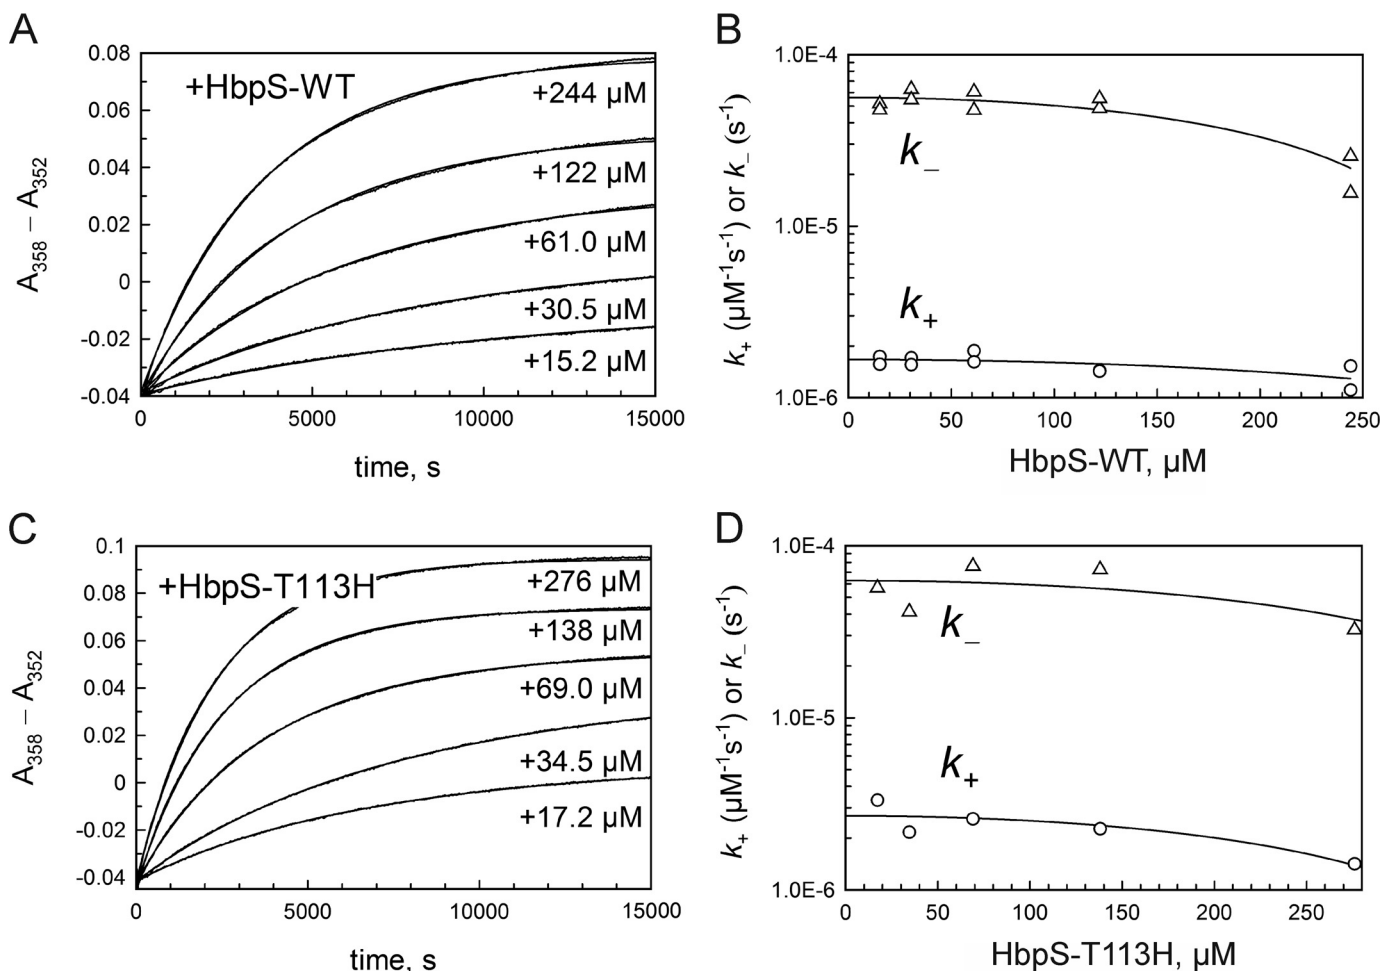 A
+HbpS-WT
0.08
0.06
0.04
0.02
0
-0.02
-0.04
A358 – A352
+244 µM
+122 µM
+61.0 µM
+30.5 µM
+15.2 µM
0 5000 10000 15000
time, s
B
1.0E-4
1.0E-5
1.0E-6
k+ (µM-1s-1) or k_ (s-1)
k_
k+
0 50 100 150 200 250
HbpS-WT, µM
C
+HbpS-T113H
0.1
0.08
0.06
0.04
0.02
0
-0.02
-0.04
A358 – A352
+276 µM
+138 µM
+69.0 µM
+34.5 µM
+17.2 µM
0 5000 10000 15000
time, s
D
1.0E-4
1.0E-5
1.0E-6
k+ (µM-1s-1) or k_ (s-1)
k_
k+
0 50 100 150 200 250
HbpS-T113H, µM